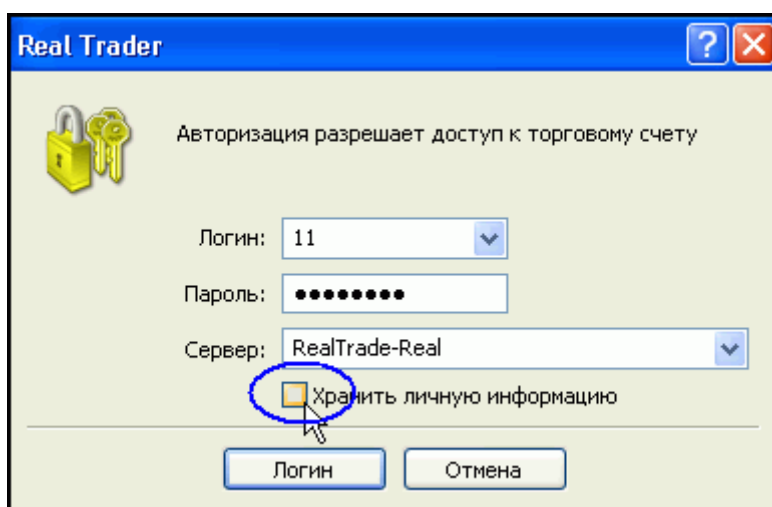 Real Trader
Авторизация разрешает доступ к торговому счету
Логин: 11
Пароль: ●●●●●●●●
Сервер: RealTrade-Real
Хранить личную информацию
Логин Отмена